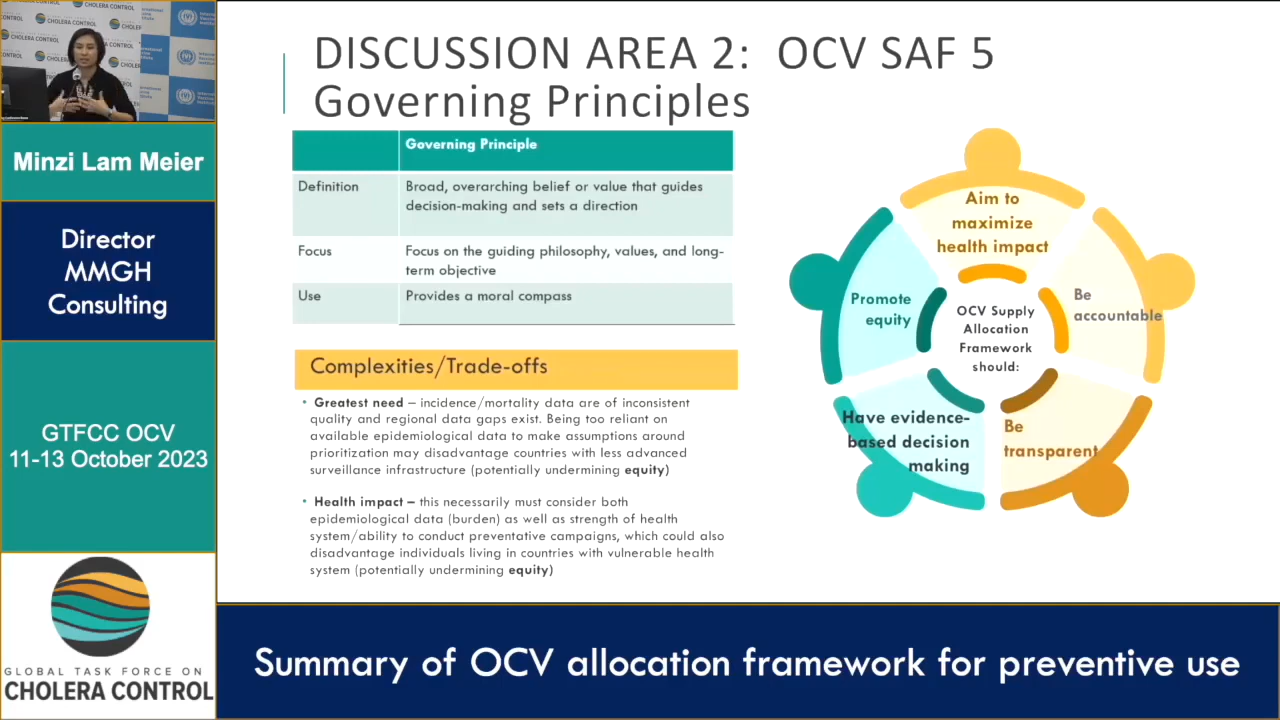 CHOLERA CONTROL
Minzi Lam Meier
Director
MMGH
Consulting
GTFCC OCV
11-13 October 2023
GLOBAL TASK FORCE ON
CHOLERA CONTROL
DISCUSSION AREA 2: OCV SAF 5
Governing Principles
Governing Principle
Definition
Broad, overarching belief or value that guides
decision-making and sets a direction
Focus
Focus on the guiding philosophy, values, and long-
term objective
Use
Provides a moral compass
Complexities/Trade-offs
• Greatest need – incidence/mortality data are of inconsistent
quality and regional data gaps exist. Being too reliant on
available epidemiological data to make assumptions around
prioritization may disadvantage countries with less advanced
surveillance infrastructure (potentially undermining equity)
• Health impact – this necessarily must consider both
epidemiological data (burden) as well as strength of health
system/ability to conduct preventative campaigns, which could also
disadvantage individuals living in countries with vulnerable health
system (potentially undermining equity)
Aim to
maximize
health impact
Be
accountable
Be
transparent
Have evidence-
based decision
making
Promote
equity
OCV Supply
Allocation
Framework
should:
Summary of OCV allocation framework for preventive use